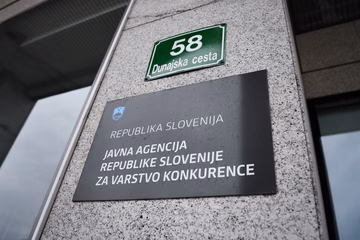 58
Dunajska cesta
REPUBLIKA SLOVENIJA
JAVNA AGENCIJA
REPUBLIKE SLOVENIJE
ZA VARSTVO KONKURENCE